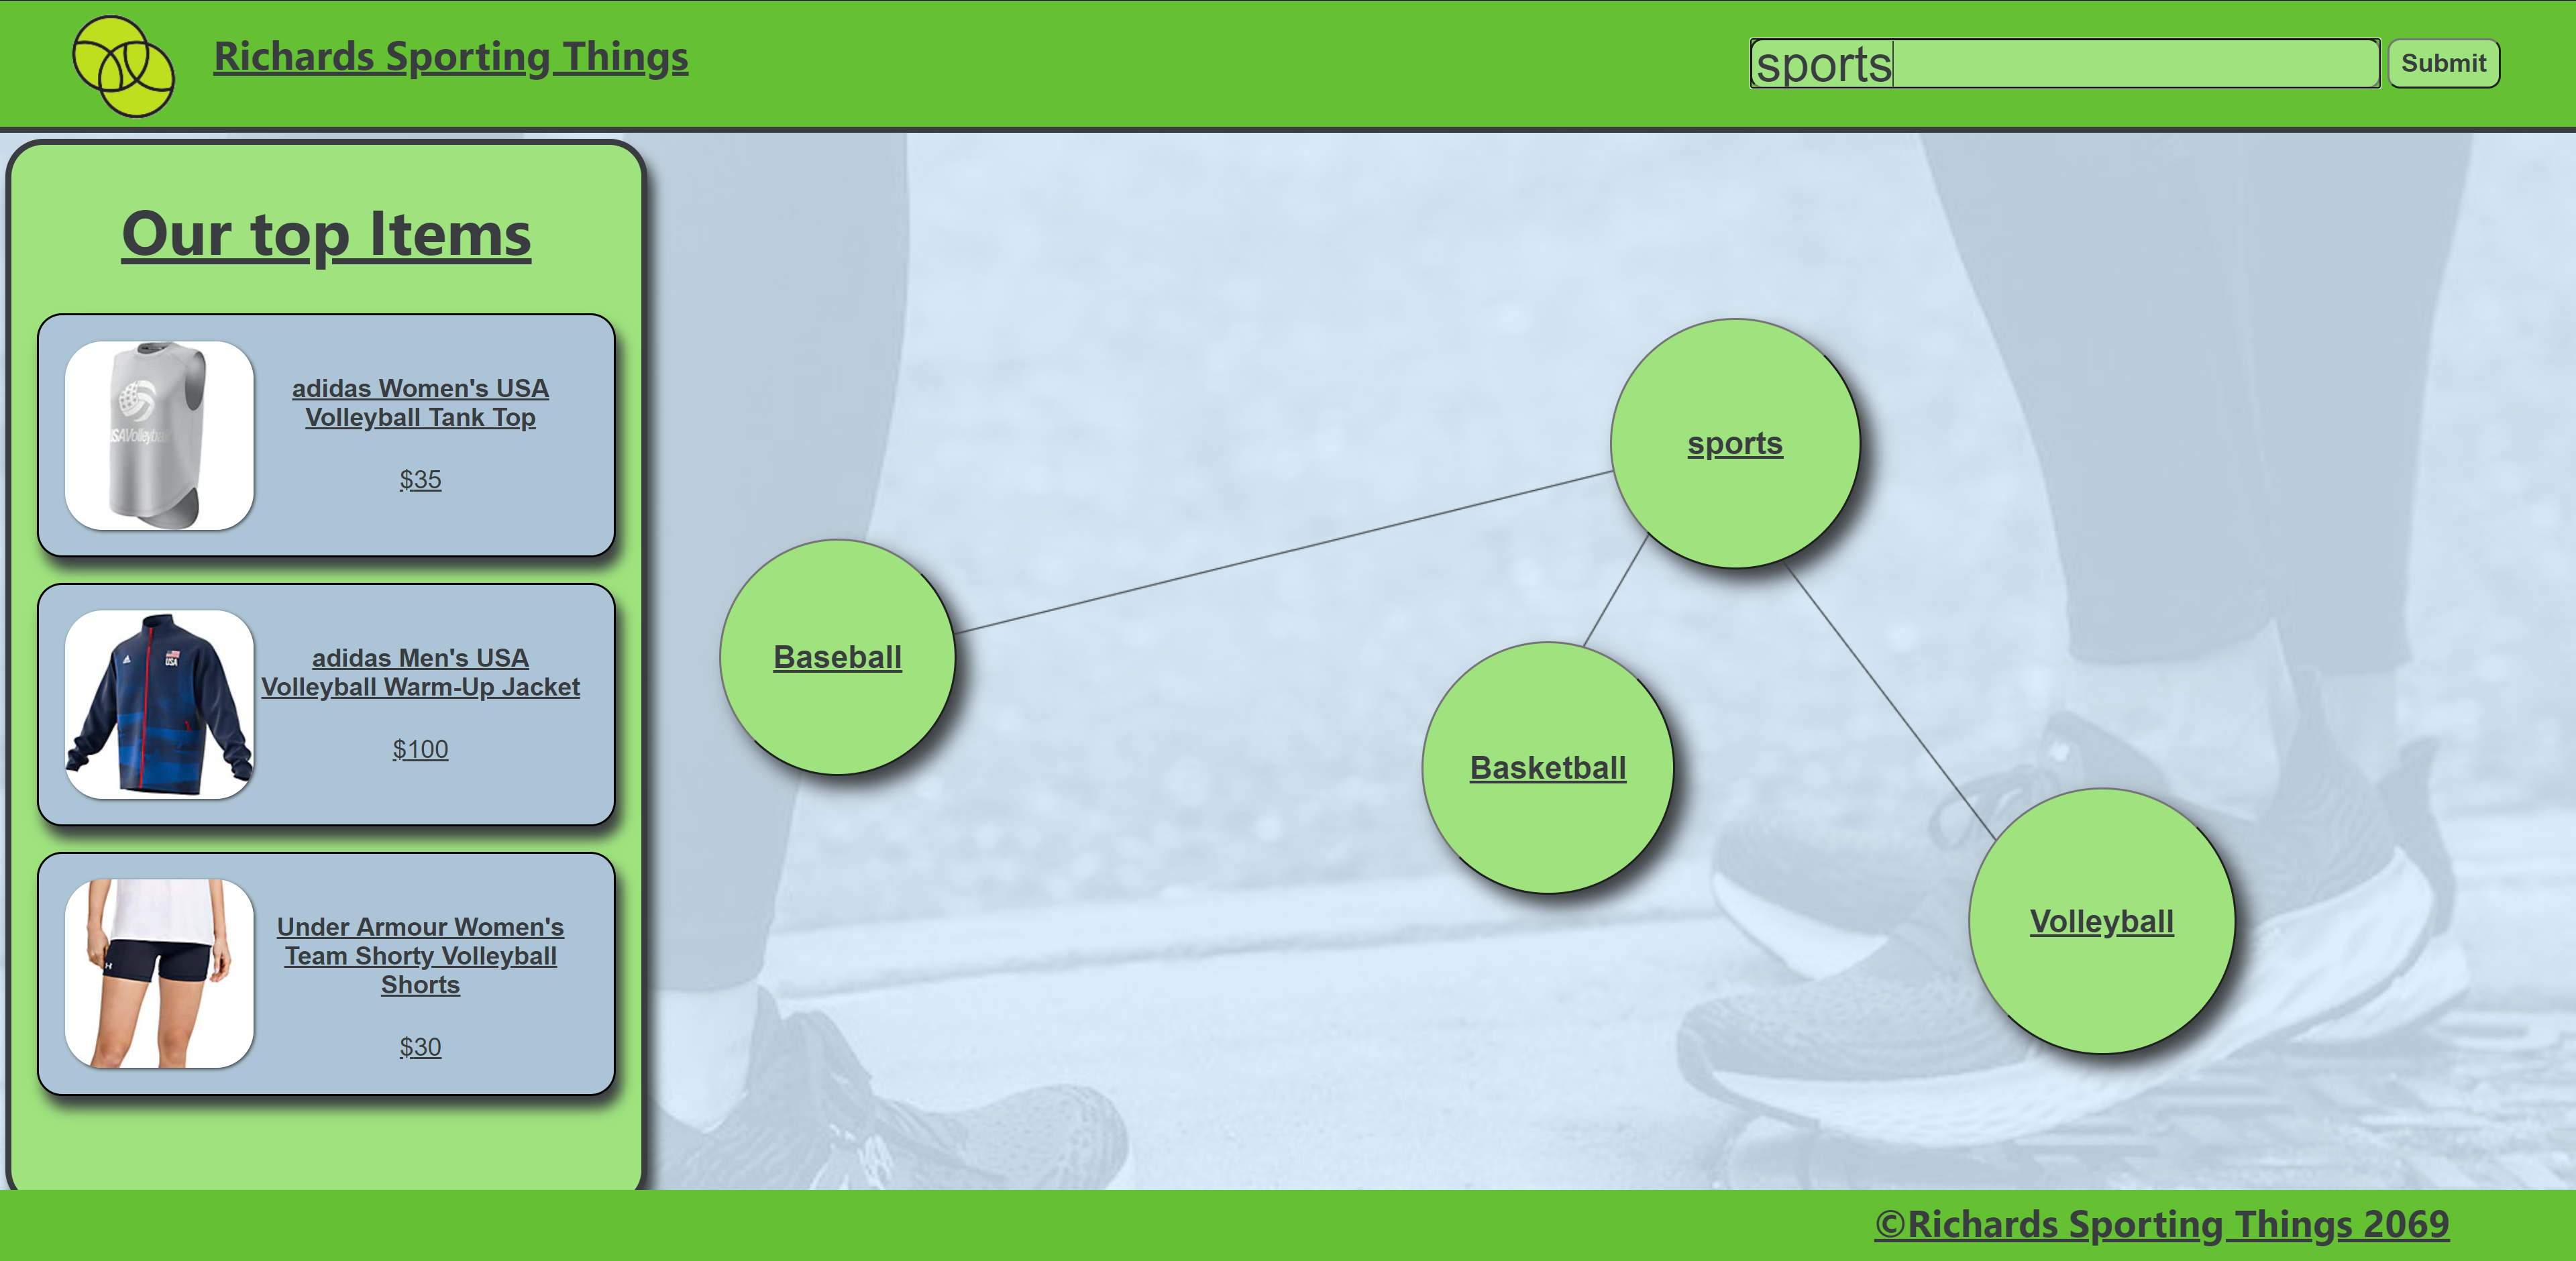 Richards Sporting Things
sports
Submit
Our top Items
adidas Women's USA
Volleyball Tank Top
$35
adidas Men's USA
Volleyball Warm-Up Jacket
$100
Under Armour Women's
Team Shorty Volleyball
Shorts
$30
sports
Baseball
Basketball
Volleyball
©Richards Sporting Things 2069